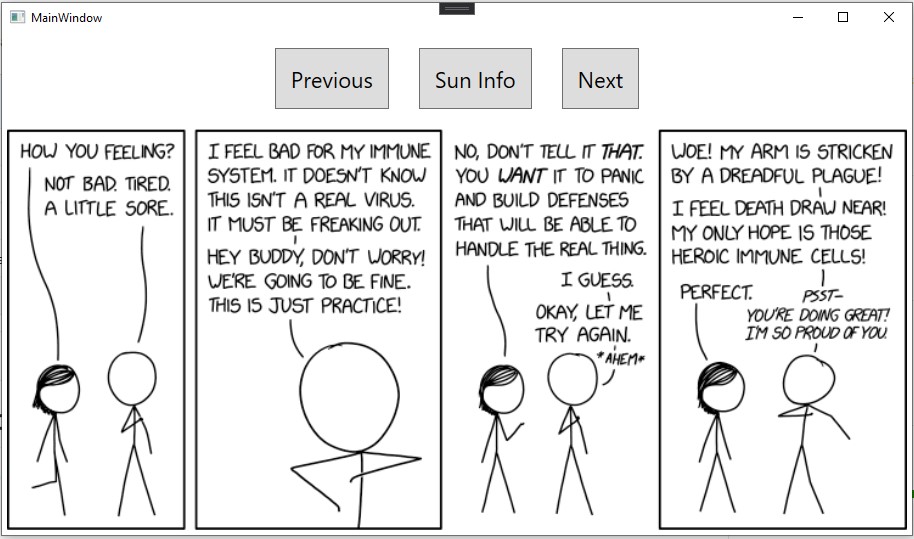 MainWindow
Previous
Sun Info
Next
HOW YOU FEELING?
NOT BAD. TIRED.
A LITTLE SORE.
I FEEL BAD FOR MY IMMUNE
SYSTEM. IT DOESN'T KNOW
THIS ISN'T A REAL VIRUS.
IT MUST BE FREAKING OUT.
HEY BUDDY, DON'T WORRY!
WE'RE GOING TO BE FINE.
THIS IS JUST PRACTICE!
NO, DON'T TELL IT THAT.
YOU WANT IT TO PANIC
AND BUILD DEFENSES
THAT WILL BE ABLE TO
HANDLE THE REAL THING.
I GUESS.
OKAY, LET ME
TRY AGAIN.
*AHEM*
WOE! MY ARM IS STRICKEN
BY A DREADFUL PLAGUE!
I FEEL DEATH DRAW NEAR!
MY ONLY HOPE IS THOSE
HEROIC IMMUNE CELLS!
PERFECT.
PSST—
YOU'RE DOING GREAT!
I'M SO PROUD OF YOU.